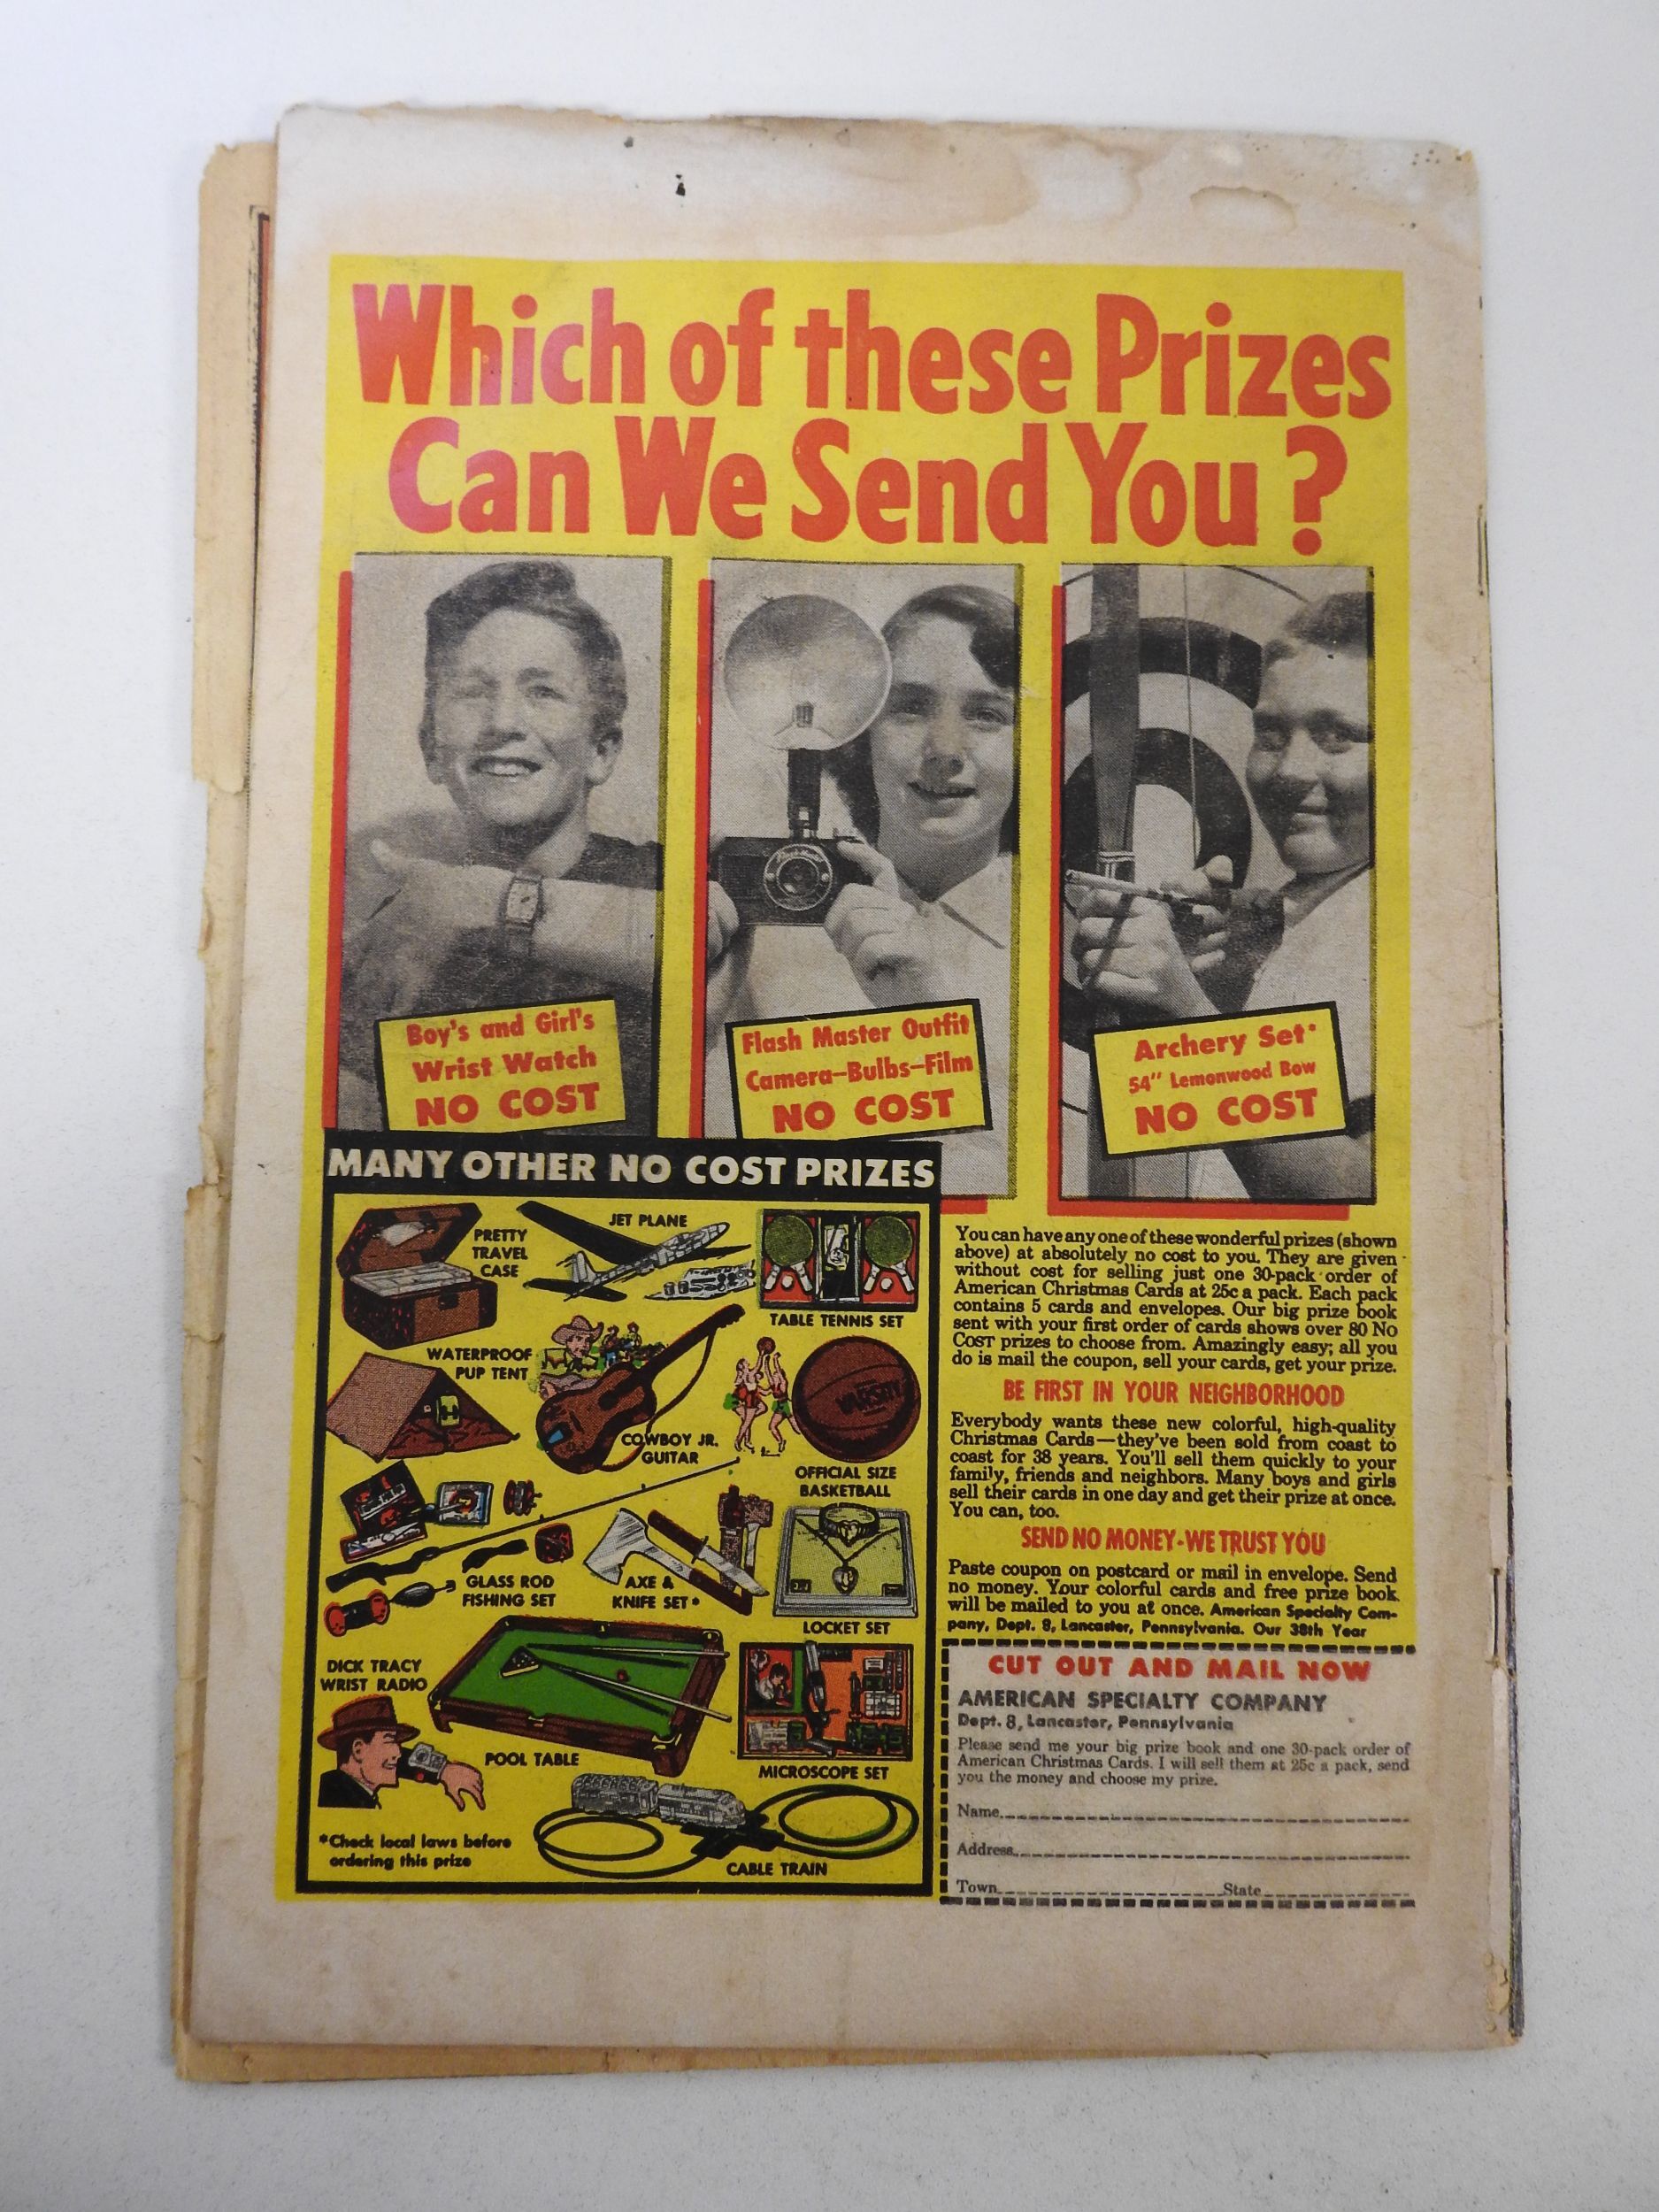 Which of these Prizes
Can We Send You?
Boy's and Girl's
Wrist Watch
NO COST
Flash Master Outfit
Camera–Bulbs–Film
NO COST
Archery Set*
54" Lemonwood Bow
NO COST
MANY OTHER NO COST PRIZES
PRETTY
TRAVEL
CASE
JET PLANE
TABLE TENNIS SET
WATERPROOF
PUP TENT
COWBOY JR.
GUITAR
VARSITY
OFFICIAL SIZE
BASKETBALL
GLASS ROD
FISHING SET
AXE &
KNIFE SET*
LOCKET SET
DICK TRACY
WRIST RADIO
POOL TABLE
MICROSCOPE SET
CABLE TRAIN
*Check local laws before
ordering this prize
You can have any one of these wonderful prizes (shown
above) at absolutely no cost to you. They are given
without cost for selling just one 30-pack order of
American Christmas Cards at 25c a pack. Each pack
contains 5 cards and envelopes. Our big prize book
sent with your first order of cards shows over 80 No
Cost prizes to choose from. Amazingly easy; all you
do is mail the coupon, sell your cards, get your prize.
BE FIRST IN YOUR NEIGHBORHOOD
Everybody wants these new colorful, high-quality
Christmas Cards—they've been sold from coast to
coast for 38 years. You'll sell them quickly to your
family, friends and neighbors. Many boys and girls
sell their cards in one day and get their prize at once.
You can, too.
SEND NO MONEY-WE TRUST YOU
Paste coupon on postcard or mail in envelope. Send
no money. Your colorful cards and free prize book
will be mailed to you at once. American Specialty Com-
pany, Dept. 8, Lancaster, Pennsylvania. Our 38th Year
CUT OUT AND MAIL NOW
AMERICAN SPECIALTY COMPANY
Dept. 8, Lancaster, Pennsylvania
Please send me your big prize book and one 30-pack order of
American Christmas Cards. I will sell them at 25c a pack, send
you the money and choose my prize.
Name
Address
Town State